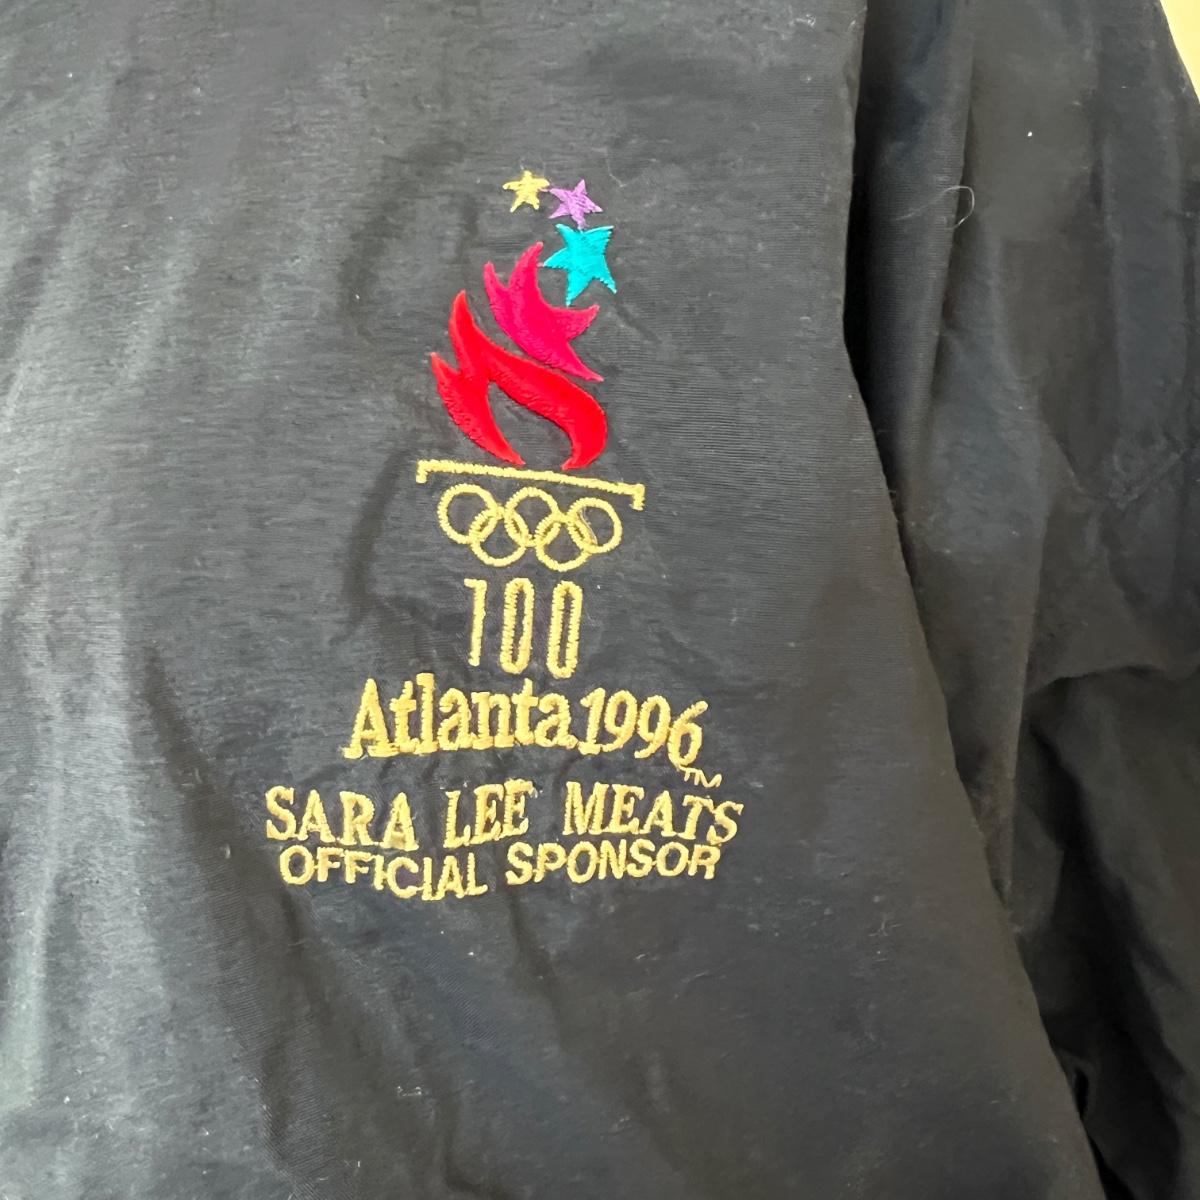 100
Atlanta 1996
TM
SARA LEE MEATS
OFFICIAL SPONSOR